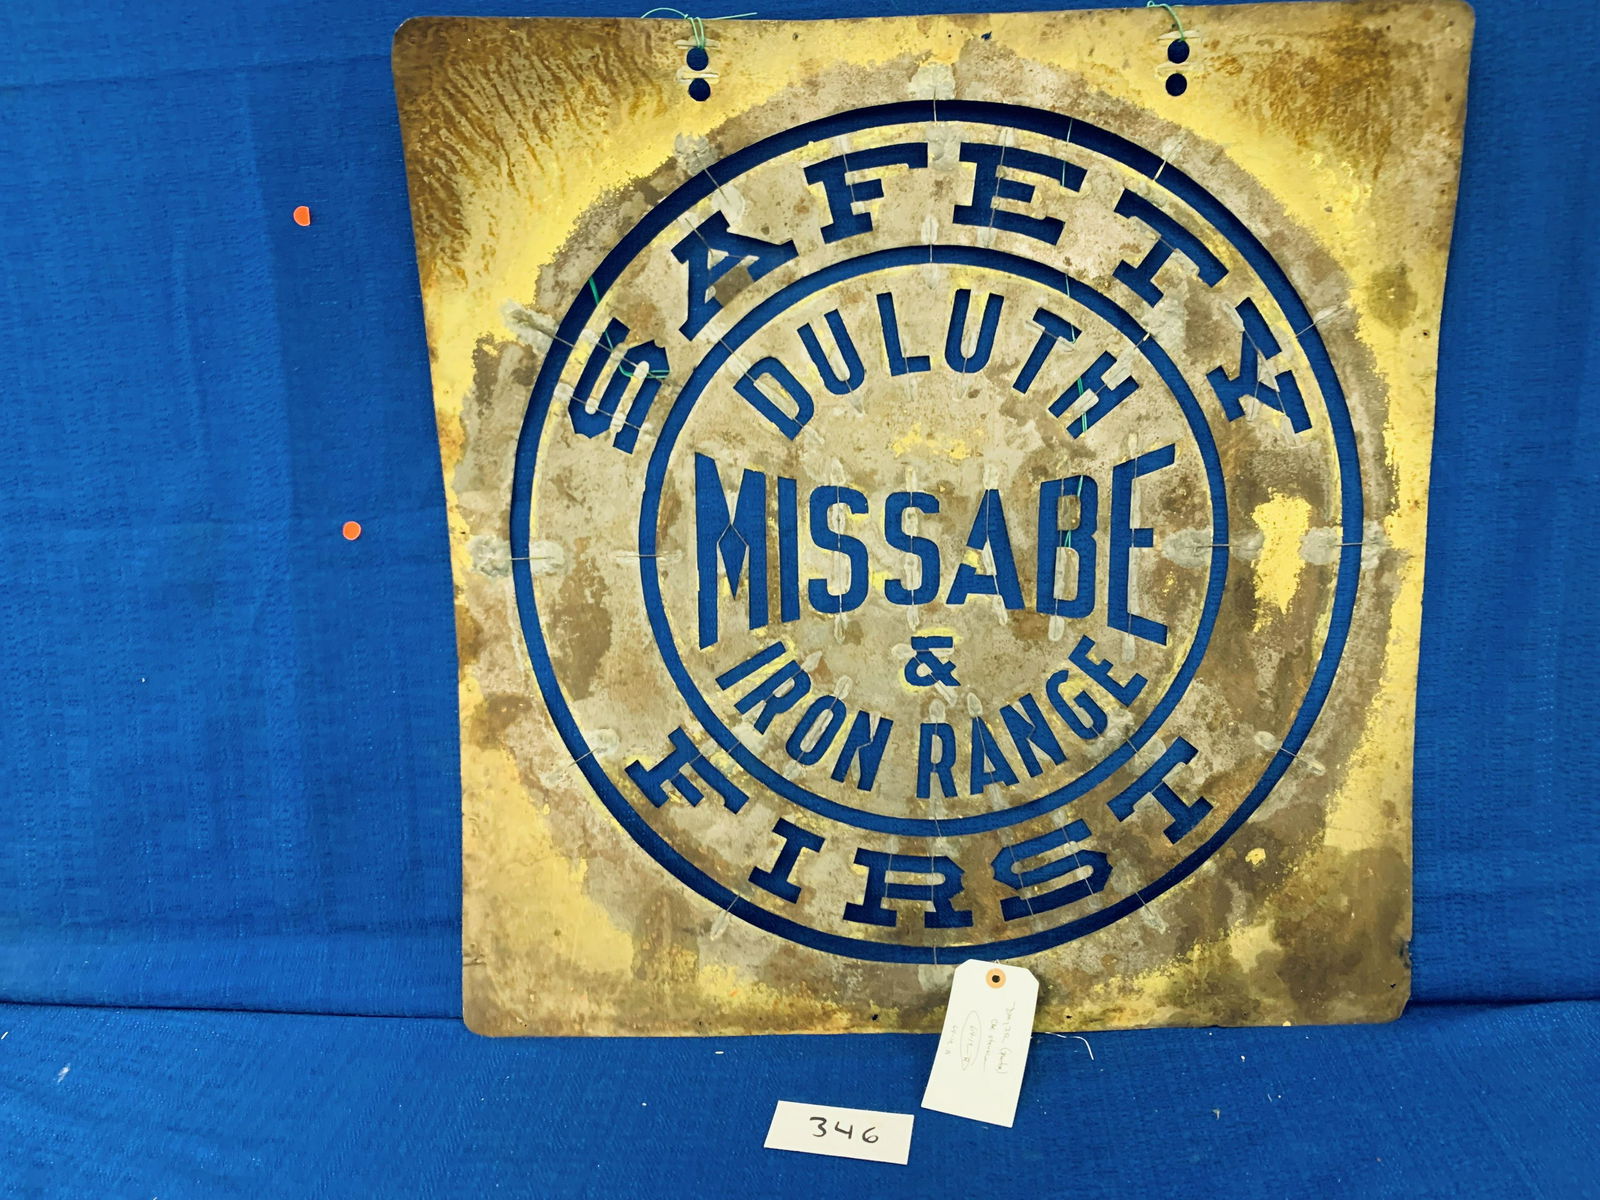 SAFETY
DULUTH
MISSABE
&
IRON RANGE
FIRST
346